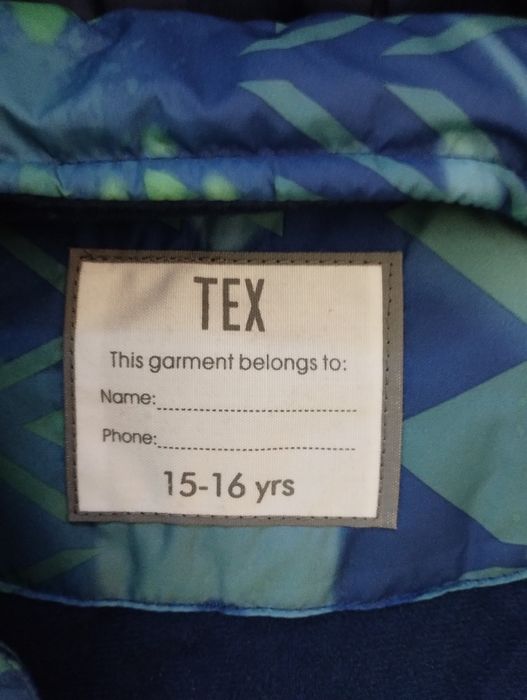 TEX
This garment belongs to:
Name:
Phone:
15-16 yrs